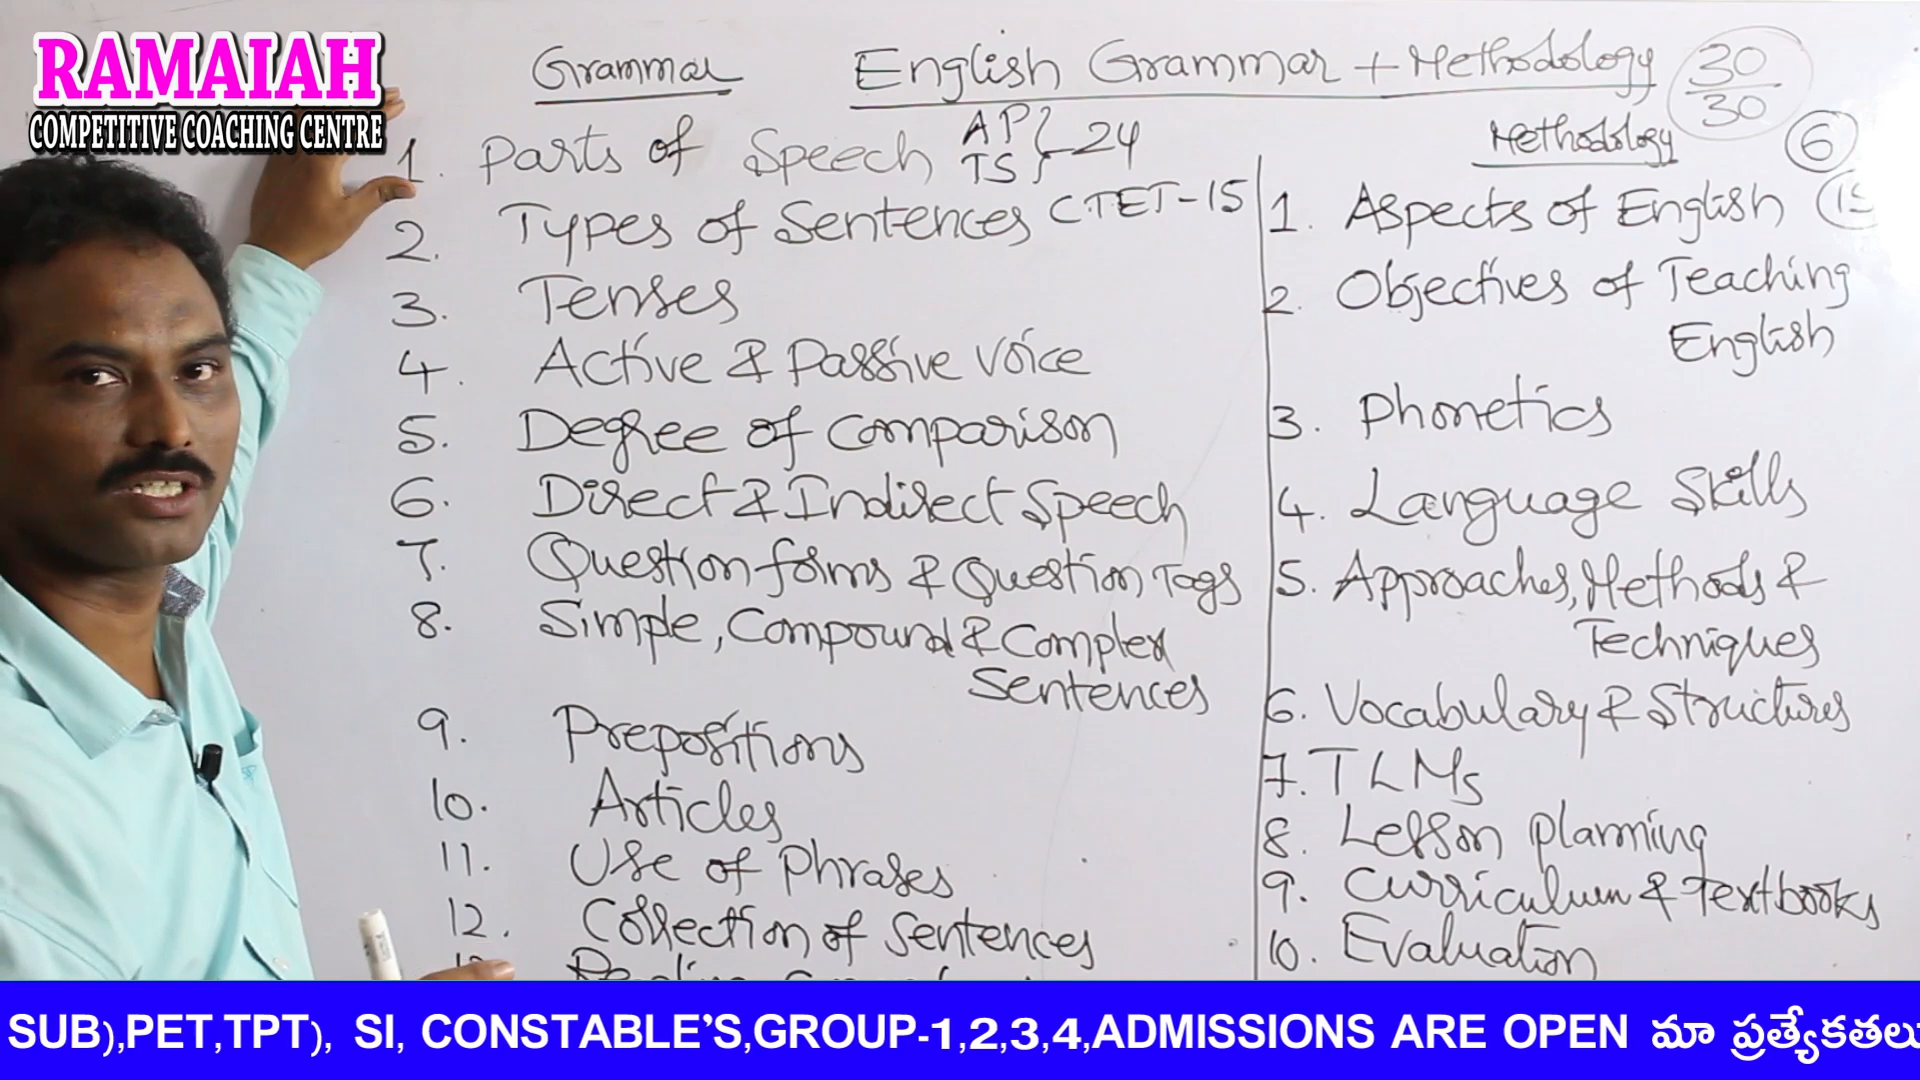 RAMAIAH
COMPETITIVE COACHING CENTRE
English Grammar + Methodology 30/30
Grammar
1. Parts of Speech AP TS } 24
2. Types of Sentences CTET-15
3. Tenses
4. Active & Passive Voice
5. Degree of Comparison
6. Direct & Indirect Speech
7. Question forms & Question Tags
8. Simple, Compound & Complex
Sentences
9. Prepositions
10. Articles
11. Use of Phrases
12. Collection of Sentences
Methodology 6
1. Aspects of English 15
2. Objectives of Teaching
English
3. Phonetics
4. Language Skills
5. Approaches, Methods &
Techniques
6. Vocabulary & Structures
7. TLMs
8. Lesson planning
9. Curriculum & Textbooks
10. Evaluation
SUB),PET,TPT), SI, CONSTABLE'S,GROUP-1,2,3,4,ADMISSIONS ARE OPEN మా ప్రత్యేకతలు